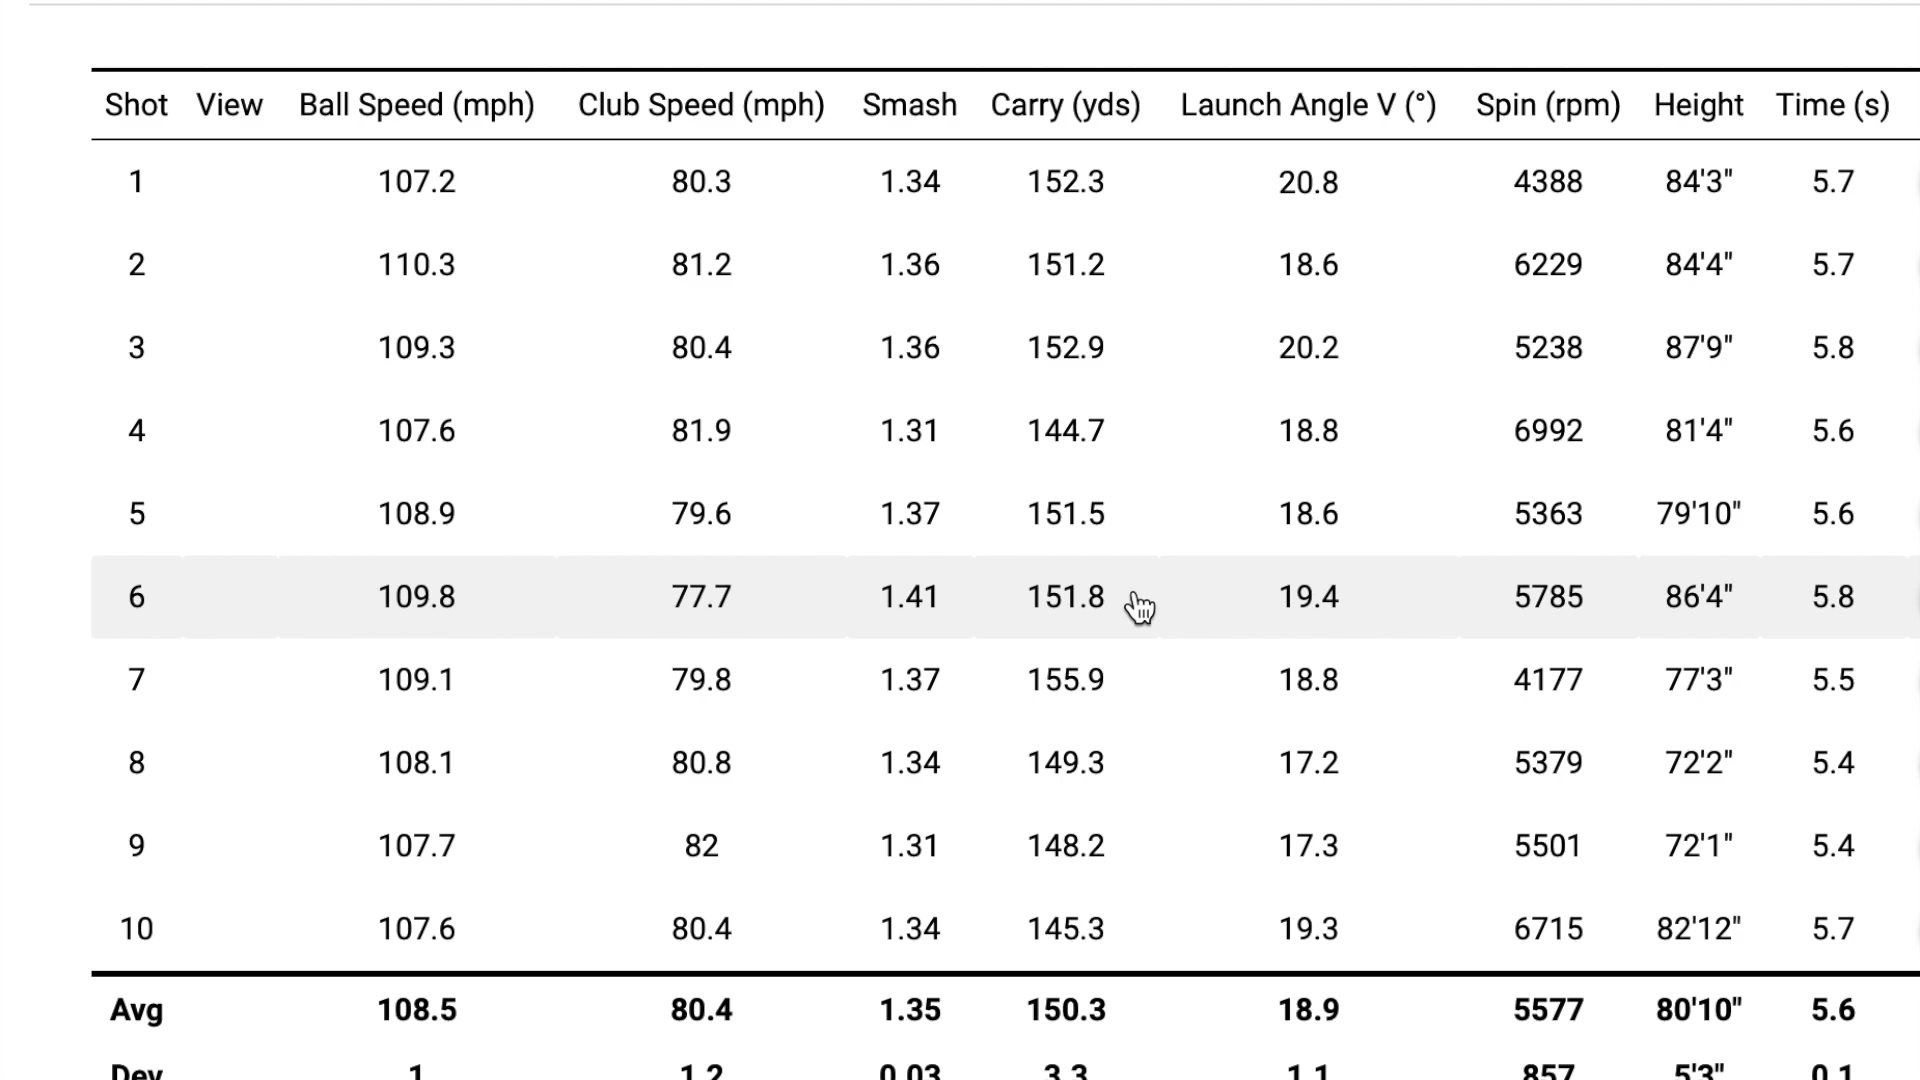 Shot View Ball Speed (mph) Club Speed (mph) Smash Carry (yds) Launch Angle V (°) Spin (rpm) Height Time (s)
1 107.2 80.3 1.34 152.3 20.8 4388 84'3" 5.7
2 110.3 81.2 1.36 151.2 18.6 6229 84'4" 5.7
3 109.3 80.4 1.36 152.9 20.2 5238 87'9" 5.8
4 107.6 81.9 1.31 144.7 18.8 6992 81'4" 5.6
5 108.9 79.6 1.37 151.5 18.6 5363 79'10" 5.6
6 109.8 77.7 1.41 151.8 19.4 5785 86'4" 5.8
7 109.1 79.8 1.37 155.9 18.8 4177 77'3" 5.5
8 108.1 80.8 1.34 149.3 17.2 5379 72'2" 5.4
9 107.7 82 1.31 148.2 17.3 5501 72'1" 5.4
10 107.6 80.4 1.34 145.3 19.3 6715 82'12" 5.7
Avg 108.5 80.4 1.35 150.3 18.9 5577 80'10" 5.6
Dev 1 1.2 0.03 3.3 1.1 857 5'3" 0.1